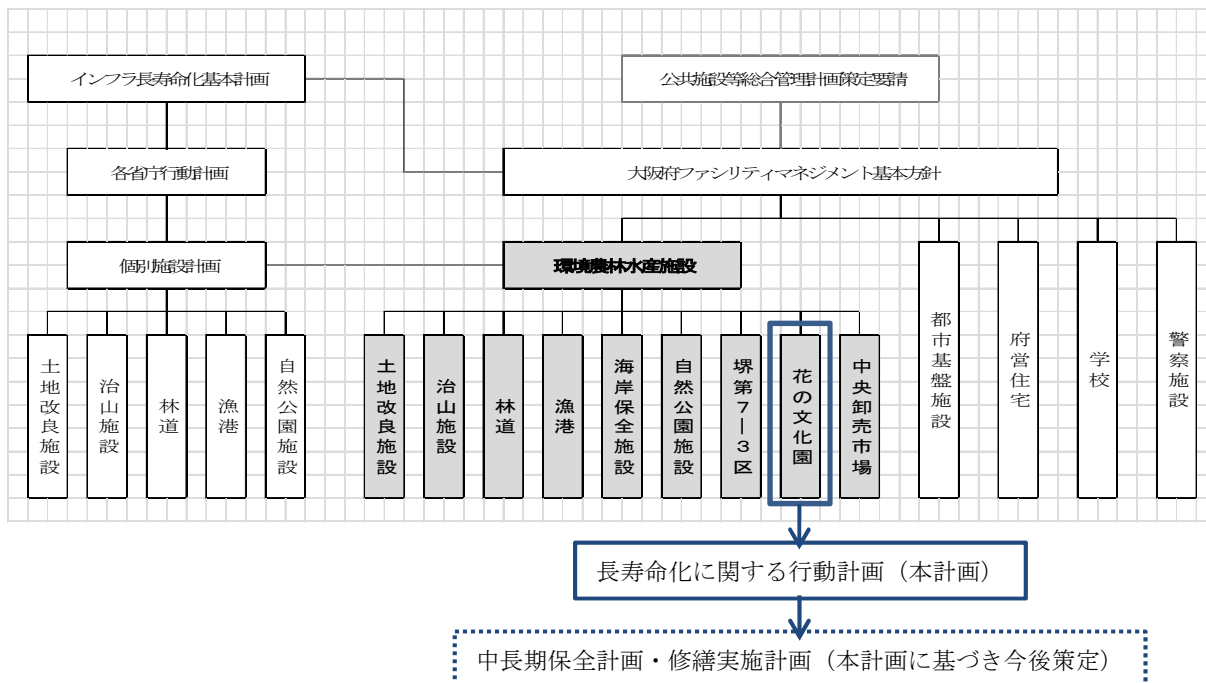 インフラ長寿命化基本計画
公共施設等総合管理計画策定要請
各省庁行動計画
大阪府ファシリティマネジメント基本方針
個別施設計画
環境農林水産施設
土地改良施設
治山施設
林道
漁港
自然公園施設
土地改良施設
治山施設
林道
漁港
海岸保全施設
自然公園施設
堺第7－3区
花の文化園
中央卸売市場
都市基盤施設
府営住宅
学校
警察施設
長寿命化に関する行動計画（本計画）
中長期保全計画・修繕実施計画（本計画に基づき今後策定）